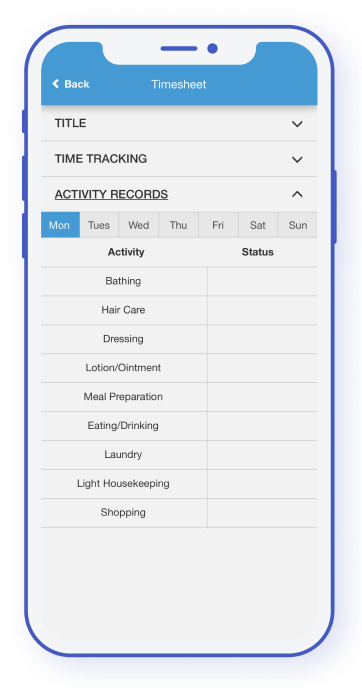 Back Timesheet
TITLE
TIME TRACKING
ACTIVITY RECORDS
Mon Tues Wed Thu Fri Sat Sun
Activity Status
Bathing
Hair Care
Dressing
Lotion/Ointment
Meal Preparation
Eating/Drinking
Laundry
Light Housekeeping
Shopping